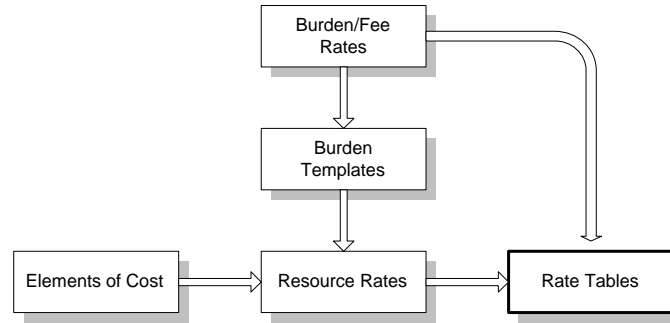 Burden/Fee
Rates
Burden
Templates
Elements of Cost
Resource Rates
Rate Tables